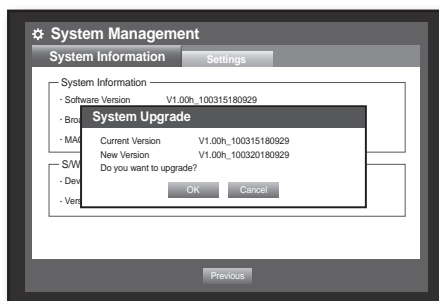 System Management
System Information Settings
System Information
· Software Version V1.00h_100315180929
· Broa
· MAC
System Upgrade
Current Version V1.00h_100315180929
New Version V1.00h_100320180929
Do you want to upgrade?
OK Cancel
S/W
· Dev
· Vers
Previous